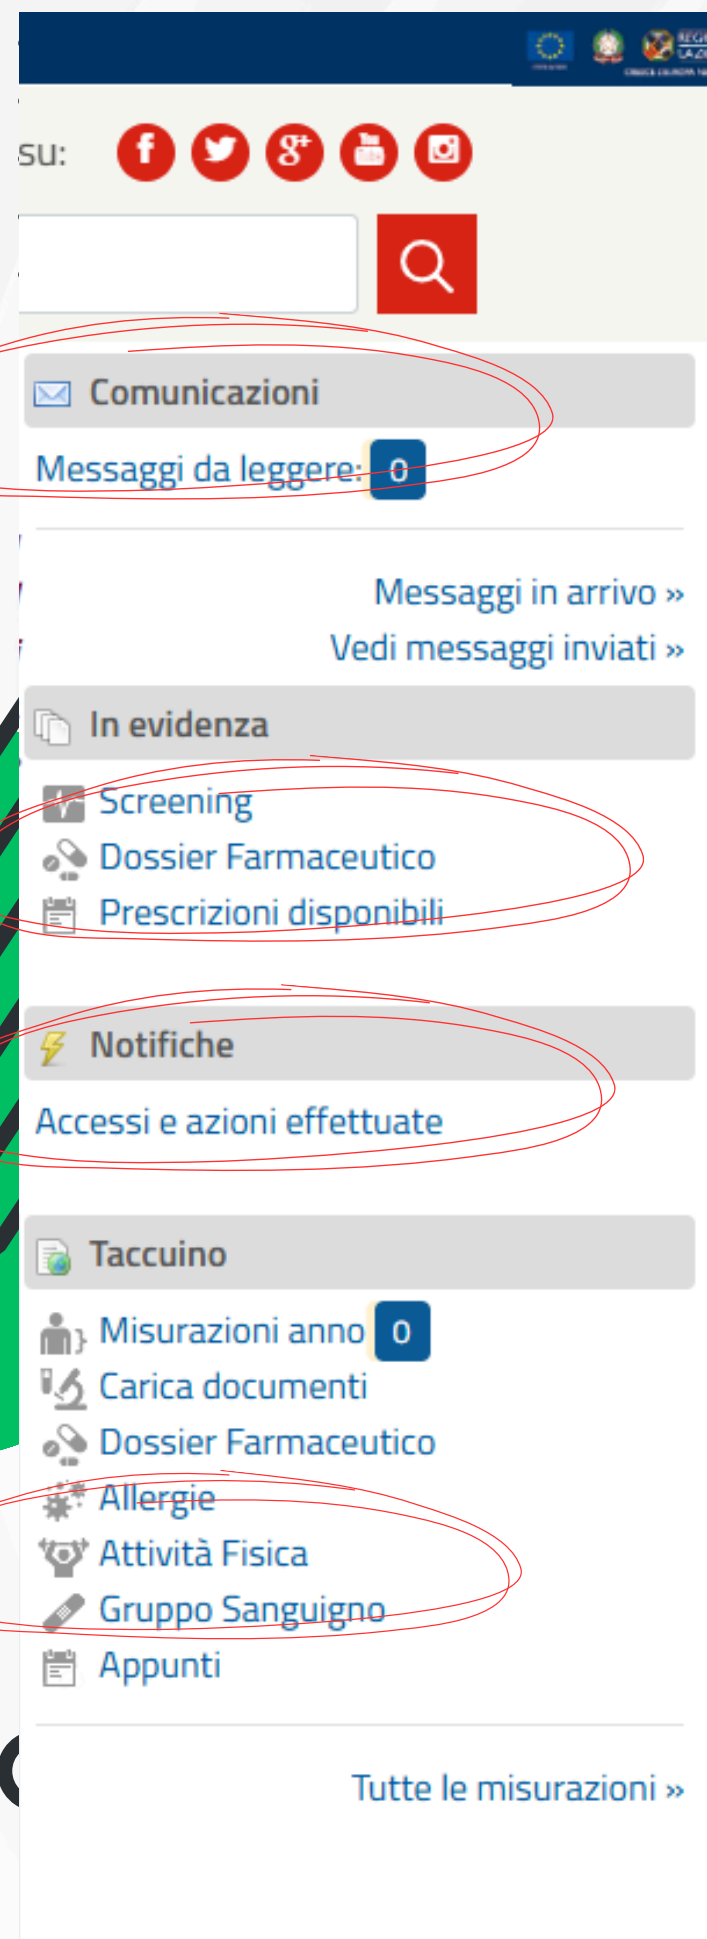 su:
Comunicazioni
Messaggi da leggere: 0
Messaggi in arrivo »
Vedi messaggi inviati »
In evidenza
Screening
Dossier Farmaceutico
Prescrizioni disponibili
Notifiche
Accessi e azioni effettuate
Taccuino
Misurazioni anno 0
Carica documenti
Dossier Farmaceutico
Allergie
Attività Fisica
Gruppo Sanguigno
Appunti
Tutte le misurazioni »